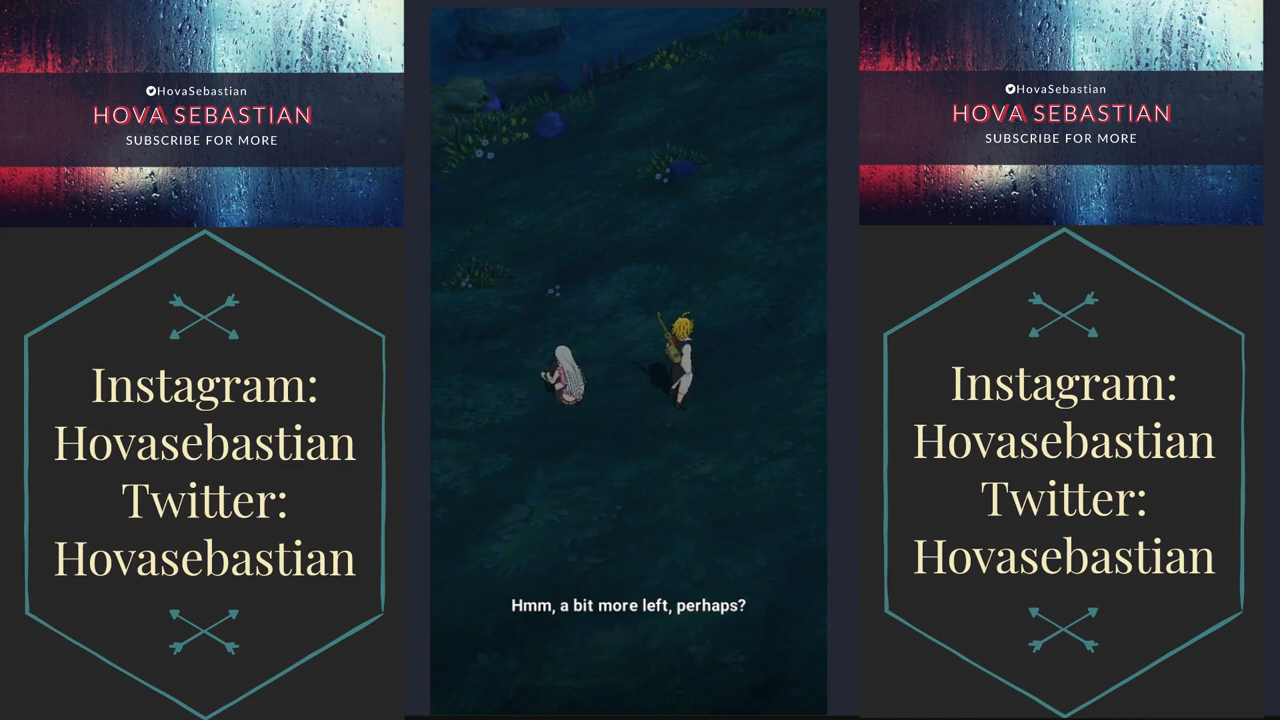 HovaSebastian
HOVA SEBASTIAN
SUBSCRIBE FOR MORE
Instagram:
Hovasebastian
Twitter:
Hovasebastian
Hmm, a bit more left, perhaps?
HovaSebastian
HOVA SEBASTIAN
SUBSCRIBE FOR MORE
Instagram:
Hovasebastian
Twitter:
Hovasebastian